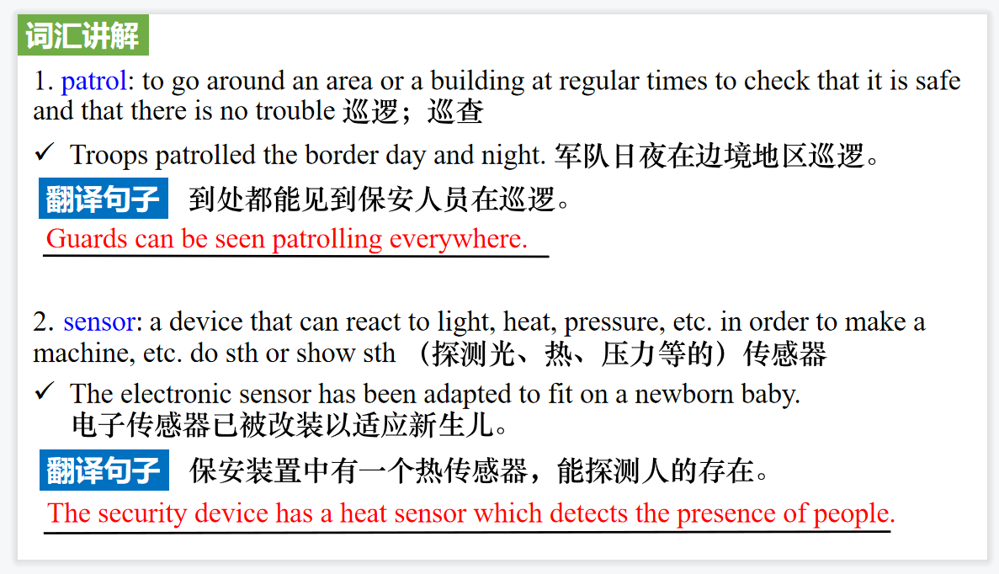 词汇讲解
1. patrol: to go around an area or a building at regular times to check that it is safe
and that there is no trouble 巡逻；巡查
✓ Troops patrolled the border day and night. 军队日夜在边境地区巡逻。
翻译句子 到处都能见到保安人员在巡逻。
Guards can be seen patrolling everywhere.
2. sensor: a device that can react to light, heat, pressure, etc. in order to make a
machine, etc. do sth or show sth （探测光、热、压力等的）传感器
✓ The electronic sensor has been adapted to fit on a newborn baby.
电子传感器已被改装以适应新生儿。
翻译句子 保安装置中有一个热传感器，能探测人的存在。
The security device has a heat sensor which detects the presence of people.